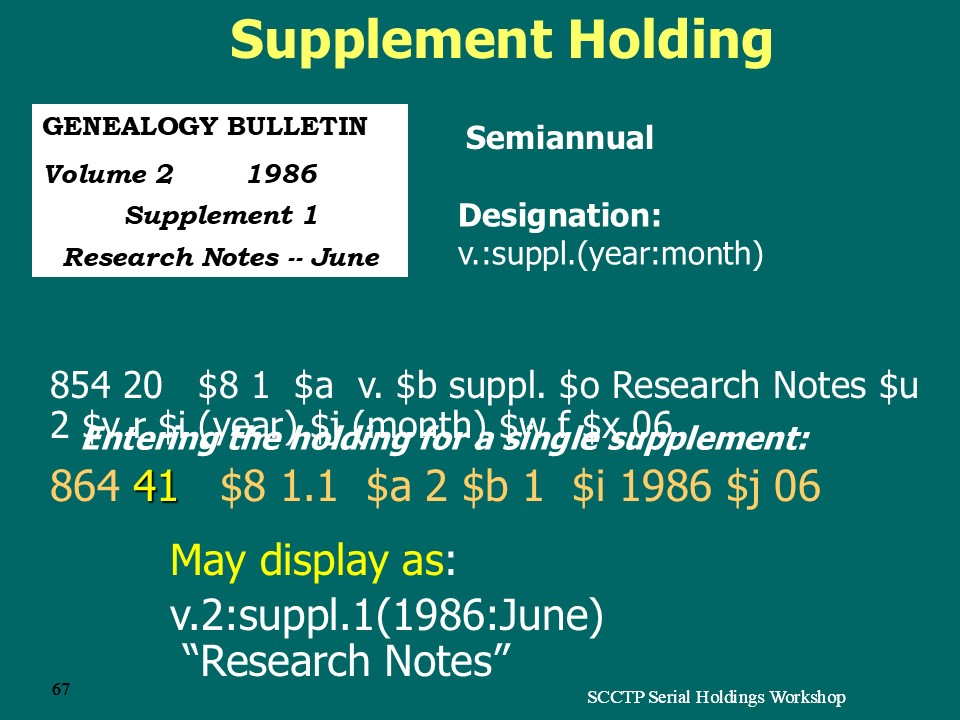 Supplement Holding
GENEALOGY BULLETIN
Volume 2 1986
Supplement 1
Research Notes -- June
Semiannual
Designation:
v.:suppl.(year:month)
854 20 $8 1 $a v. $b suppl. $o Research Notes $u
2 $v r $i (year) $j (month) $w f $x 06
Entering the holding for a single supplement:
864 41 $8 1.1 $a 2 $b 1 $i 1986 $j 06
May display as:
v.2:suppl.1(1986:June)
“Research Notes”
67
SCCTP Serial Holdings Workshop